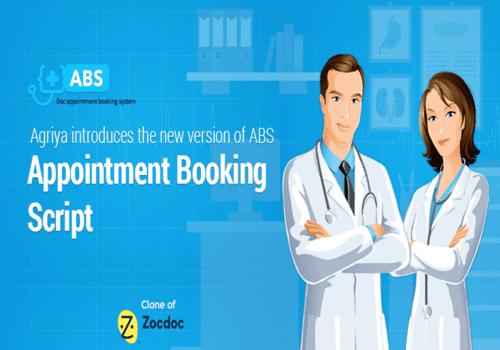 ABS
Doc appointment booking system
Agriya introduces the new version of ABS
Appointment Booking
Script
Clone of
Z
Zocdoc